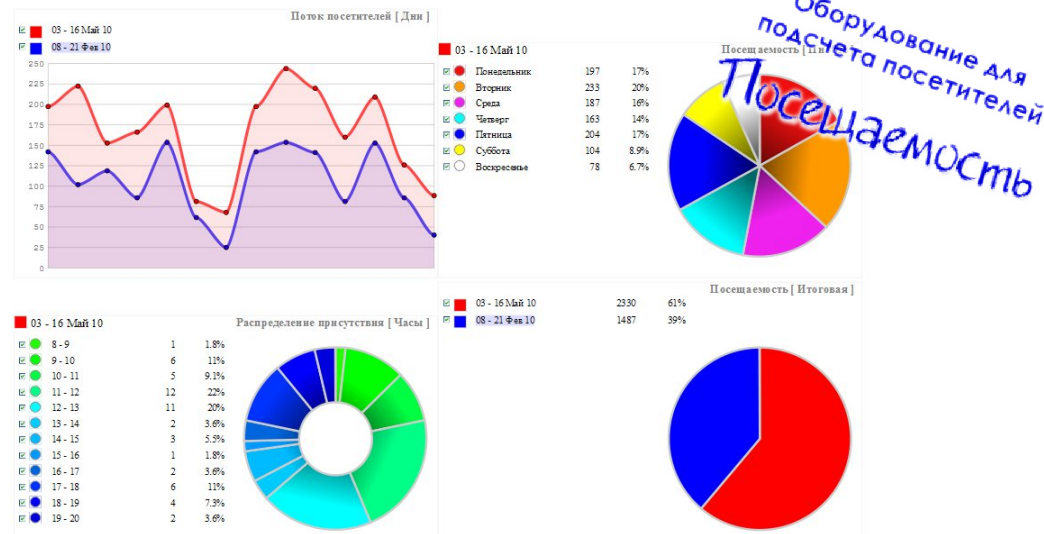 Поток посетителей [ Дни ]
03 - 16 Май 10
08 - 21 Фев 10
250
225
200
175
150
125
100
75
50
25
0
03 - 16 Май 10
Посещаемость [
Понедельник 197 17%
Вторник 233 20%
Среда 187 16%
Четверг 163 14%
Пятница 204 17%
Суббота 104 8.9%
Воскресенье 78 6.7%
Оборудование для
подсчета посетителей
Посещаемость
03 - 16 Май 10
Распределение присутствия [ Часы ]
8 - 9 1 1.8%
9 - 10 6 11%
10 - 11 5 9.1%
11 - 12 12 22%
12 - 13 11 20%
13 - 14 2 3.6%
14 - 15 3 5.5%
15 - 16 1 1.8%
16 - 17 2 3.6%
17 - 18 6 11%
18 - 19 4 7.3%
19 - 20 2 3.6%
Посещаемость [ Итоговая ]
03 - 16 Май 10 2330 61%
08 - 21 Фев 10 1487 39%